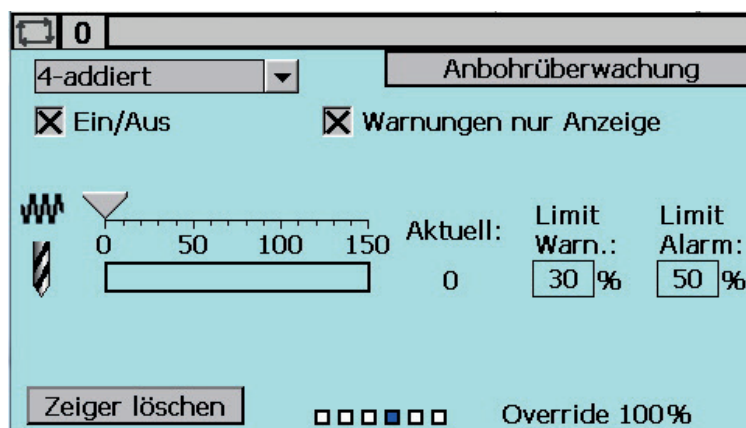 0
4-addiert
Anbohrüberwachung
Ein/Aus
Warnungen nur Anzeige
0 50 100 150
Aktuell:
0
Limit
Warn.:
30 %
Limit
Alarm:
50 %
Zeiger löschen
Override 100%